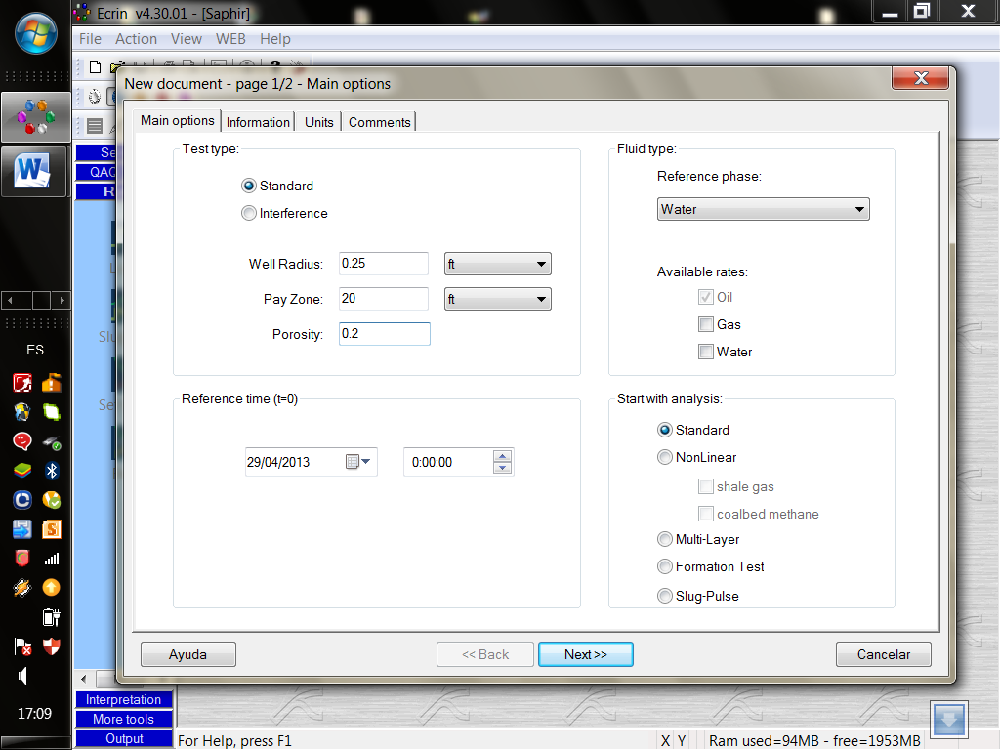 Ecrin v4.30.01 - [Saphir]
File Action View WEB Help
New document - page 1/2 - Main options
Main options Information Units Comments
Test type:
Standard
Interference
Well Radius: 0.25 ft
Pay Zone: 20 ft
Porosity: 0.2
Fluid type:
Reference phase:
Water
Available rates:
Oil
Gas
Water
Reference time (t=0)
29/04/2013 0:00:00
Start with analysis:
Standard
NonLinear
shale gas
coalbed methane
Multi-Layer
Formation Test
Slug-Pulse
Ayuda << Back Next >> Cancelar
Se
QAQ
R
Slu
Se
Interpretation
More tools
Output
For Help, press F1 X Y Ram used=94MB - free=1953MB
W
ES
17:09